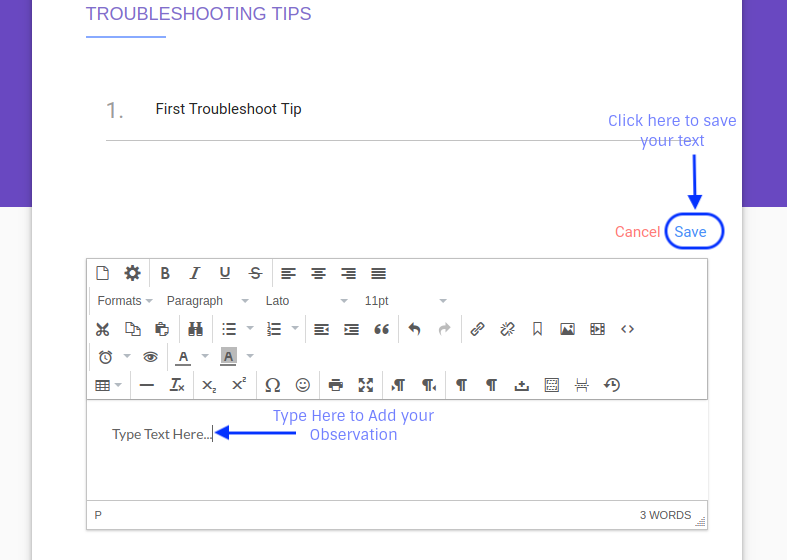 TROUBLESHOOTING TIPS
1. First Troubleshoot Tip
Click here to save
your text
Cancel Save
B I U S
Formats Paragraph Lato 11pt
A A
P
Type Here to Add your
Observation
Type Text Here...
P 3 WORDS